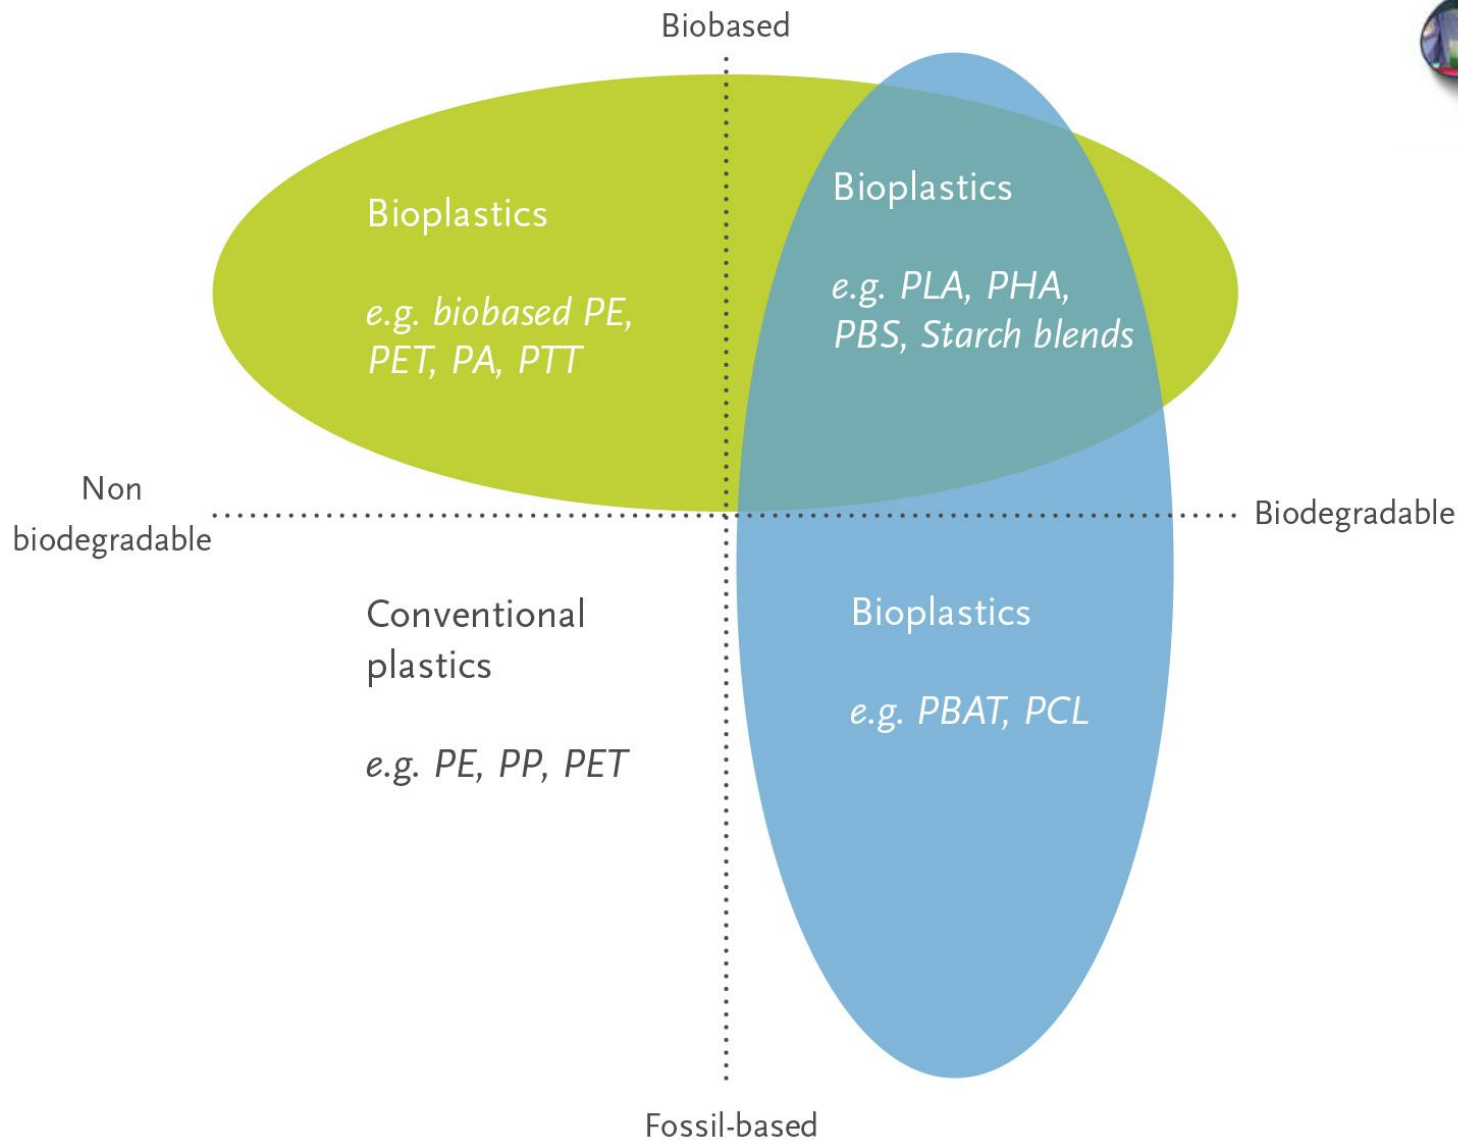 Biobased
Bioplastics
e.g. biobased PE,
PET, PA, PTT
Bioplastics
e.g. PLA, PHA,
PBS, Starch blends
Non
biodegradable
Biodegradable
Conventional
plastics
e.g. PE, PP, PET
Bioplastics
e.g. PBAT, PCL
Fossil-based